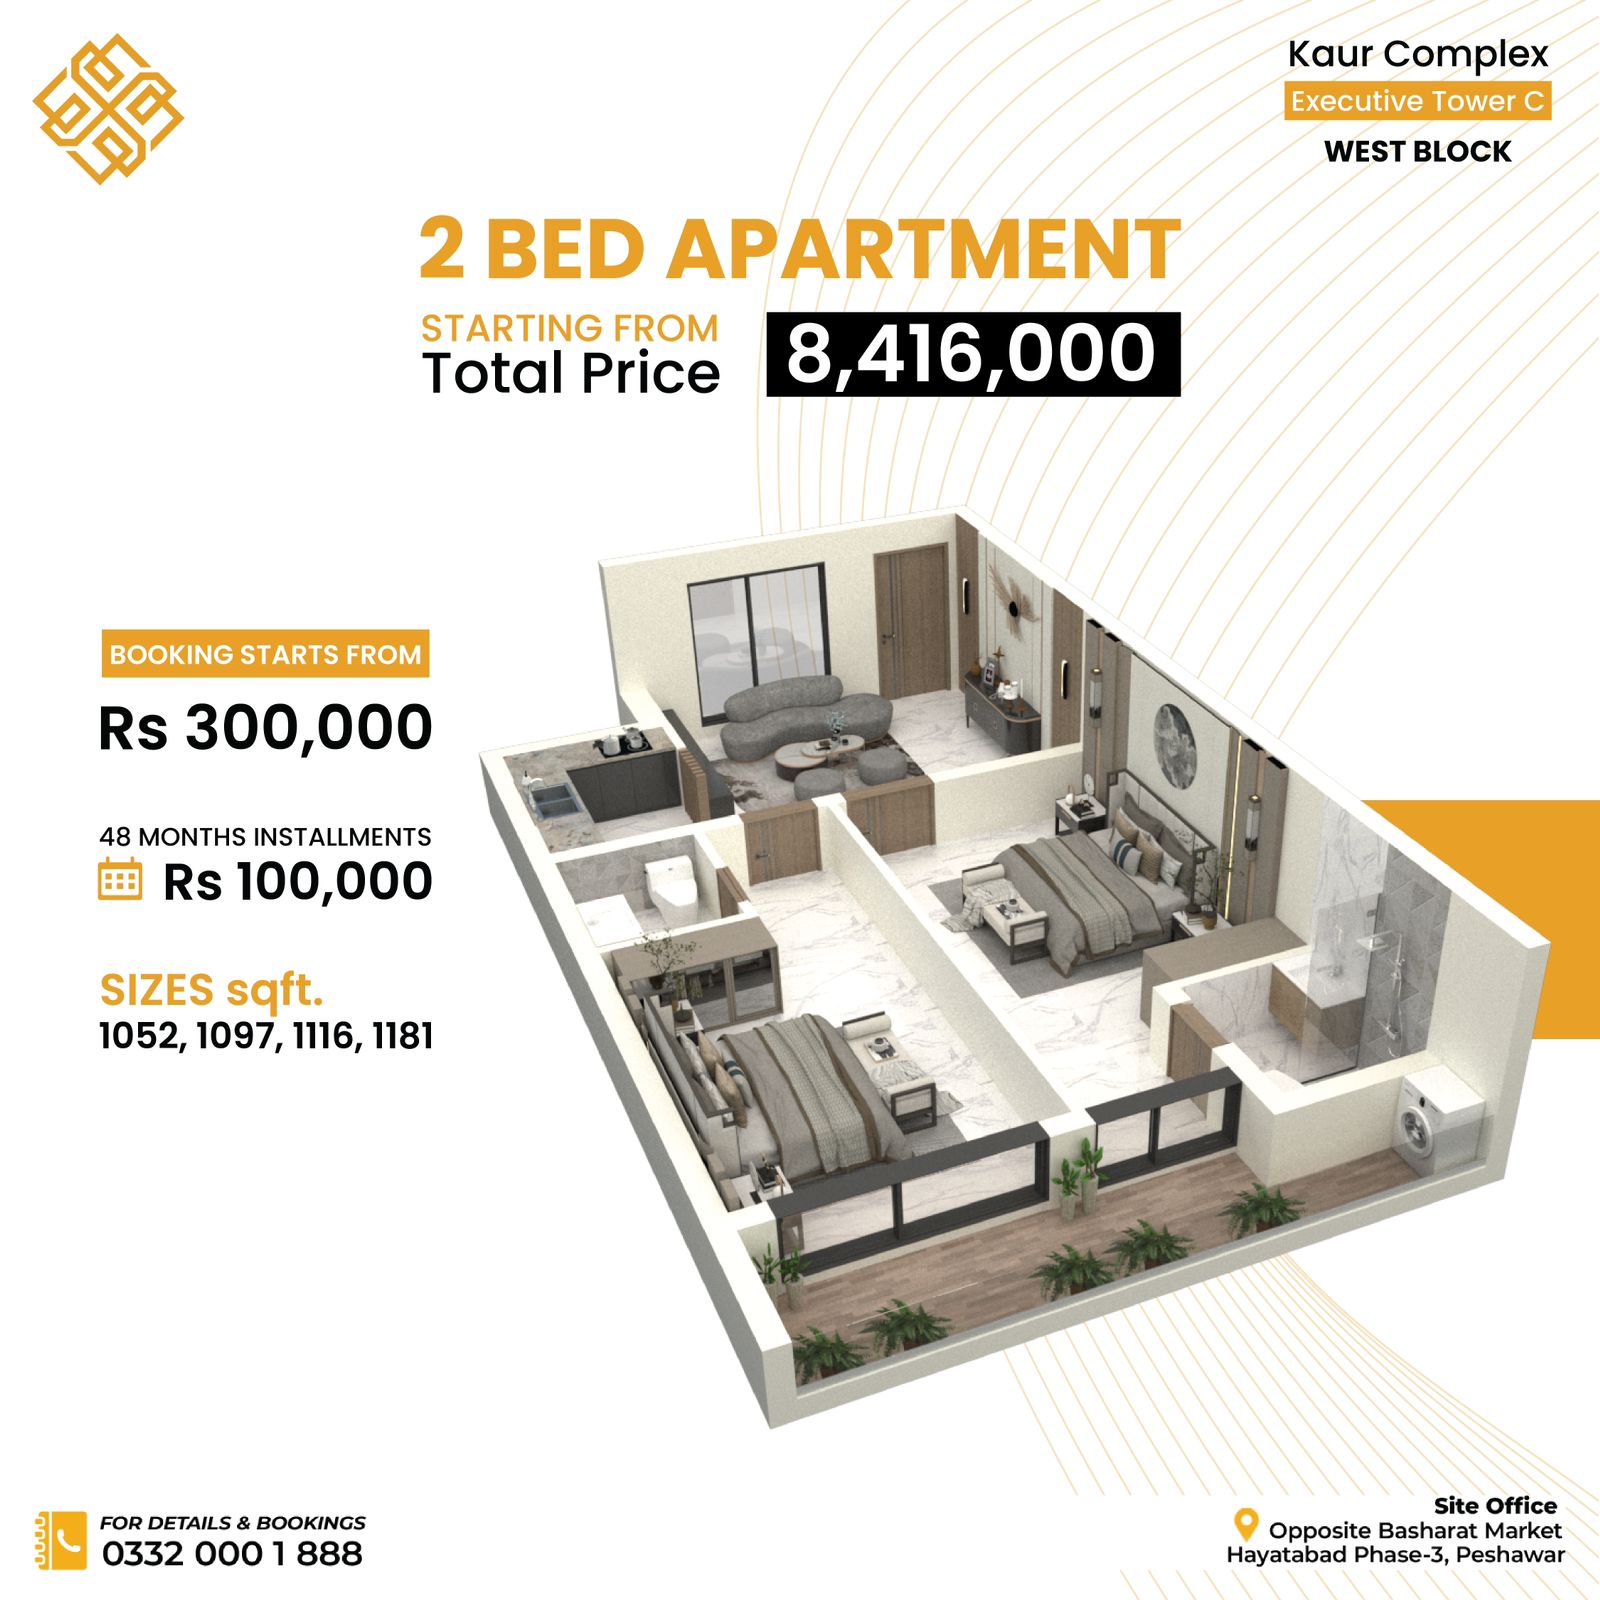 Kaur Complex
Executive Tower C
WEST BLOCK
2 BED APARTMENT
STARTING FROM
Total Price
8,416,000
BOOKING STARTS FROM
Rs 300,000
48 MONTHS INSTALLMENTS
Rs 100,000
SIZES sqft.
1052, 1097, 1116, 1181
FOR DETAILS & BOOKINGS
0332 000 1 888
Site Office
Opposite Basharat Market
Hayatabad Phase-3, Peshawar